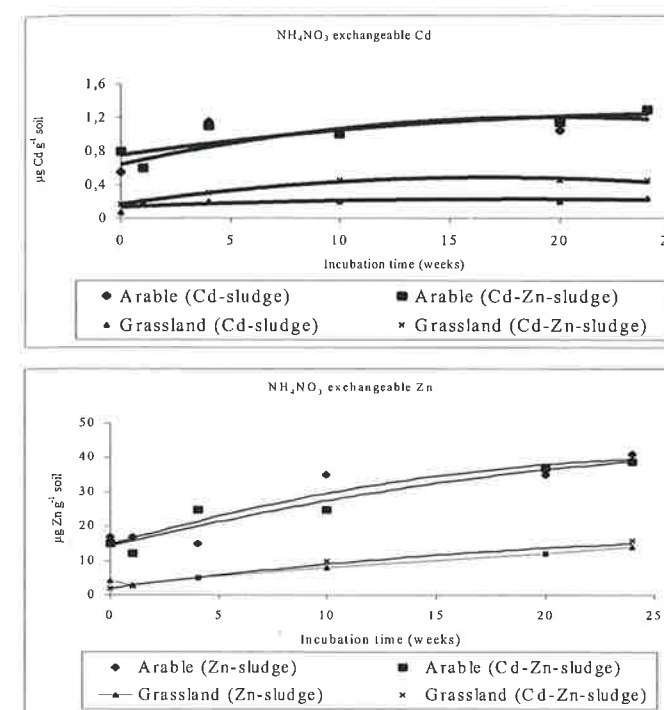 NH₄NO₃ exchangeable Cd
1,6
1,2
0,8
0,4
0
µg Cd g⁻¹ soil
0 5 10 15 20 2
Incubation time (weeks)
Arable (Cd-sludge) Arable (Cd-Zn-sludge)
Grassland (Cd-sludge) Grassland (Cd-Zn-sludge)
NH₄NO₃ exchangeable Zn
50
40
30
20
10
0
µg Zn g⁻¹ soil
0 5 10 15 20 25
Incubation time (weeks)
Arable (Zn-sludge) Arable (Cd-Zn-sludge)
Grassland (Zn-sludge) Grassland (Cd-Zn-sludge)